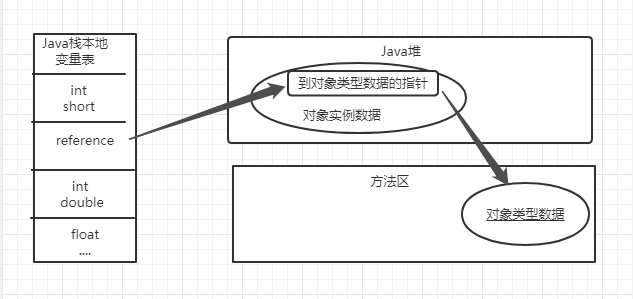 Java栈本地
变量表
int
short
reference
int
double
float
....
Java堆
到对象类型数据的指针
对象实例数据
方法区
对象类型数据